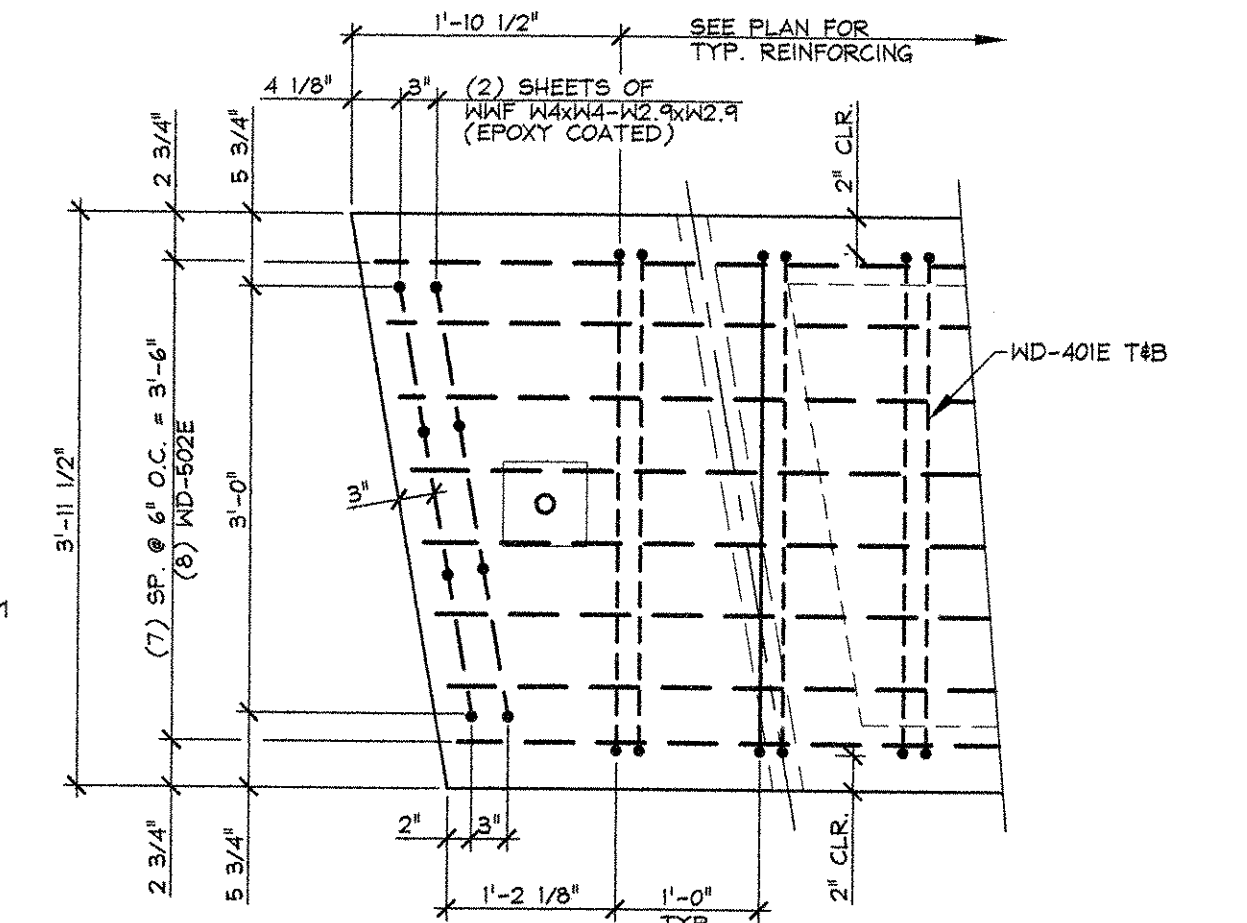 1'-10 1/2"
SEE PLAN FOR
TYP. REINFORCING
4 1/8"
3"
(2) SHEETS OF
WWF W4xW4-W2.9xW2.9
(EPOXY COATED)
2 3/4"
5 3/4"
2" CLR.
WD-401E T&B
3'-11 1/2"
(7) SP. @ 6" O.C. = 3'-6"
(8) WD-502E
3'-0"
3"
2 3/4"
5 3/4"
2"
3"
2" CLR.
1'-2 1/8"
1'-0"
TYP.